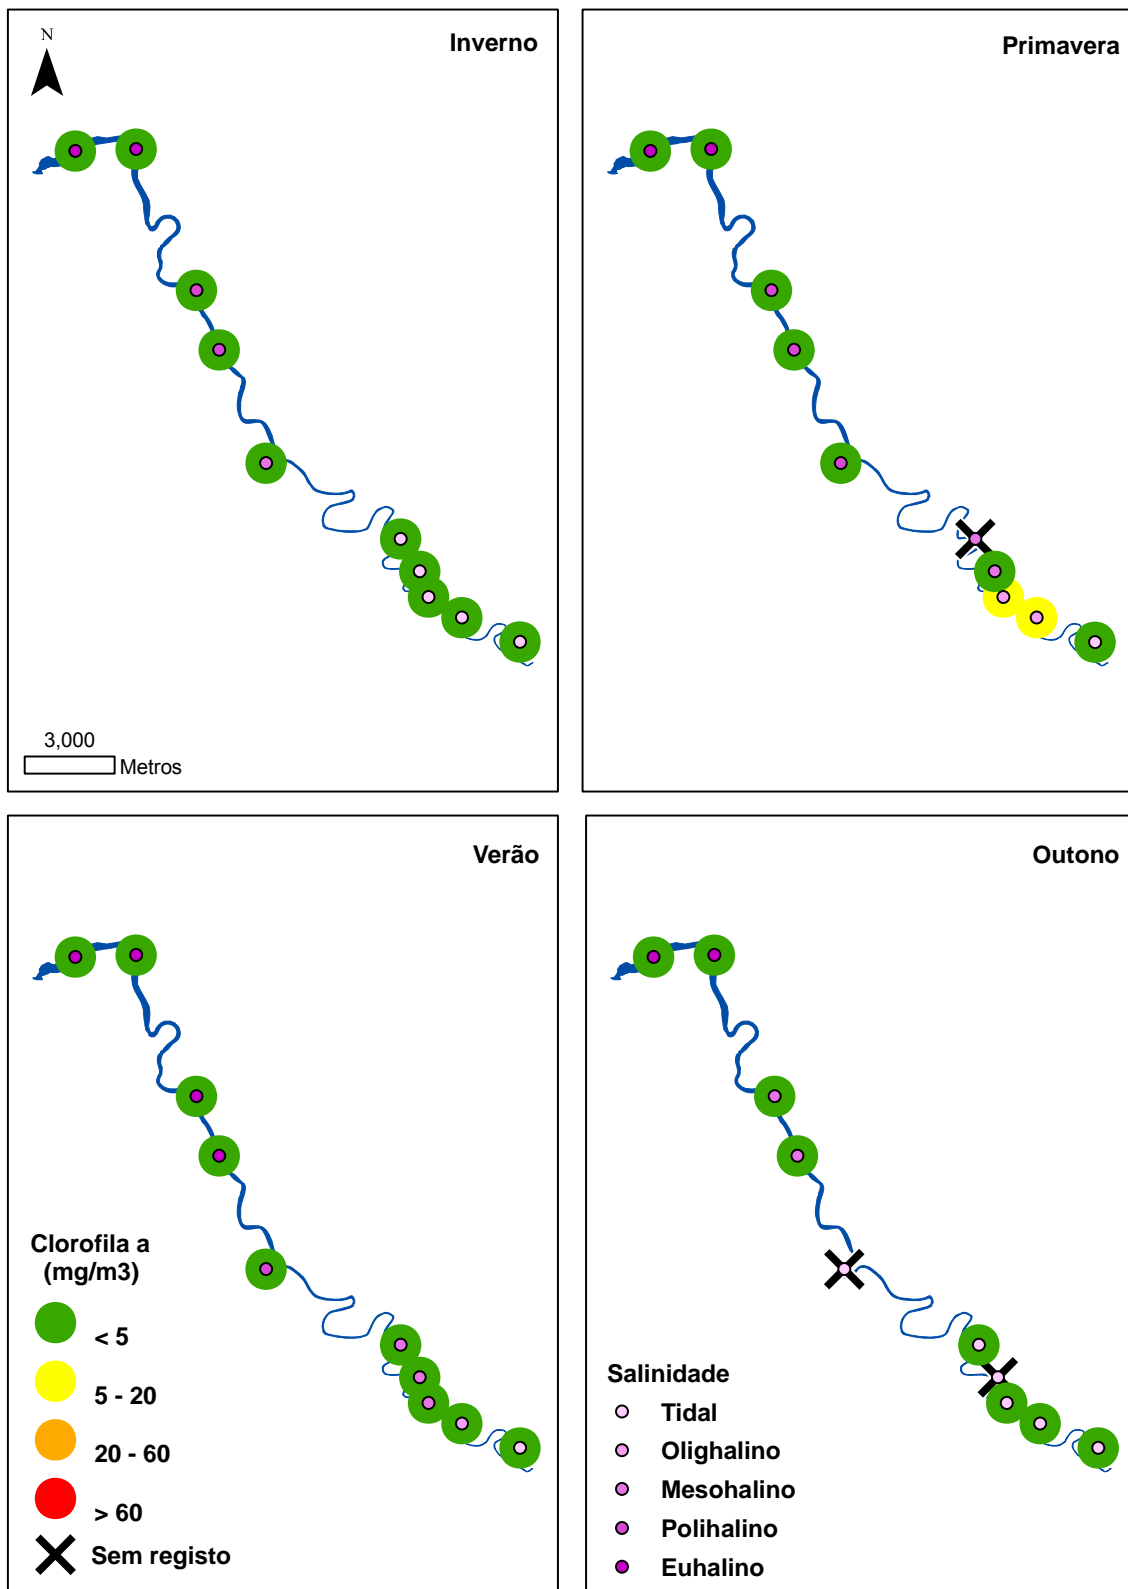 N
Inverno
3,000
Metros
Primavera
Verão
Clorofila a
(mg/m3)
< 5
5 - 20
20 - 60
> 60
Sem registo
Outono
Salinidade
Tidal
Olighalino
Mesohalino
Polihalino
Euhalino